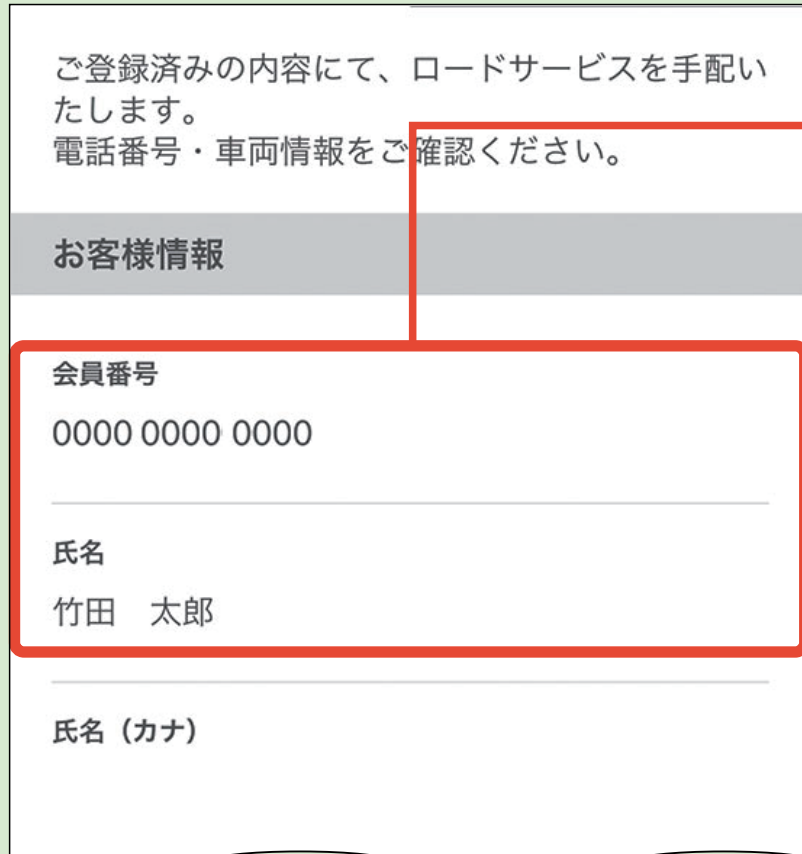 ご登録済みの内容にて、ロードサービスを手配い
たします。
電話番号・車両情報をご確認ください。
お客様情報
会員番号
0000 0000 0000
氏名
竹田　太郎
氏名（カナ）